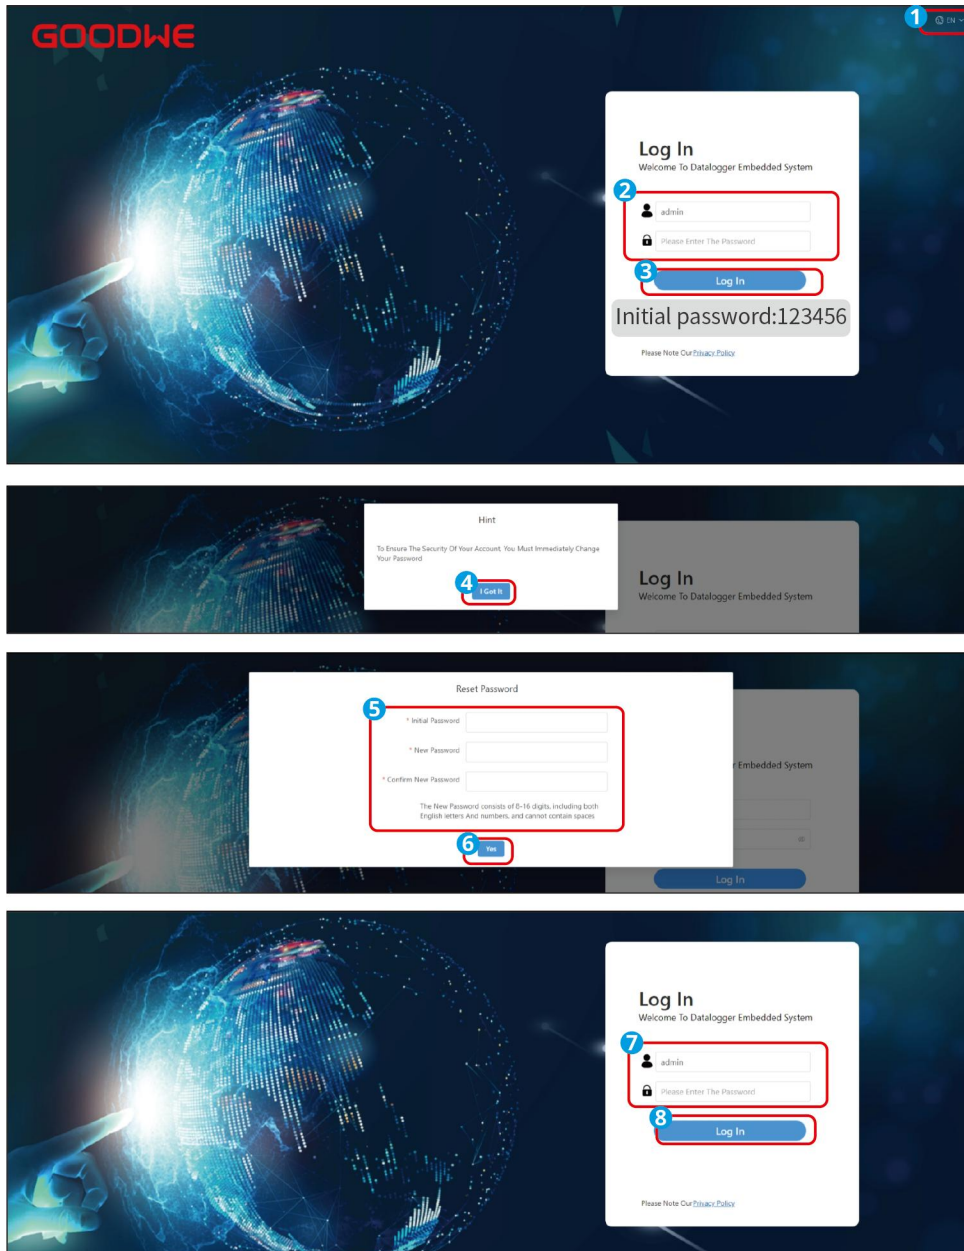 GOODWE
1
EN
Log In
Welcome To Datalogger Embedded System
2
admin
Please Enter The Password
3
Log In
Initial password:123456
Please Note Our Privacy Policy
Hint
To Ensure The Security Of Your Account, You Must Immediately Change
Your Password
4
I Got It
Log In
Welcome To Datalogger Embedded System
Reset Password
5
* Initial Password
* New Password
* Confirm New Password
The New Password consists of 8-16 digits, including both
English letters And numbers, and cannot contain spaces
6
Yes
r Embedded System
Log In
Log In
Welcome To Datalogger Embedded System
7
admin
Please Enter The Password
8
Log In
Please Note Our Privacy Policy